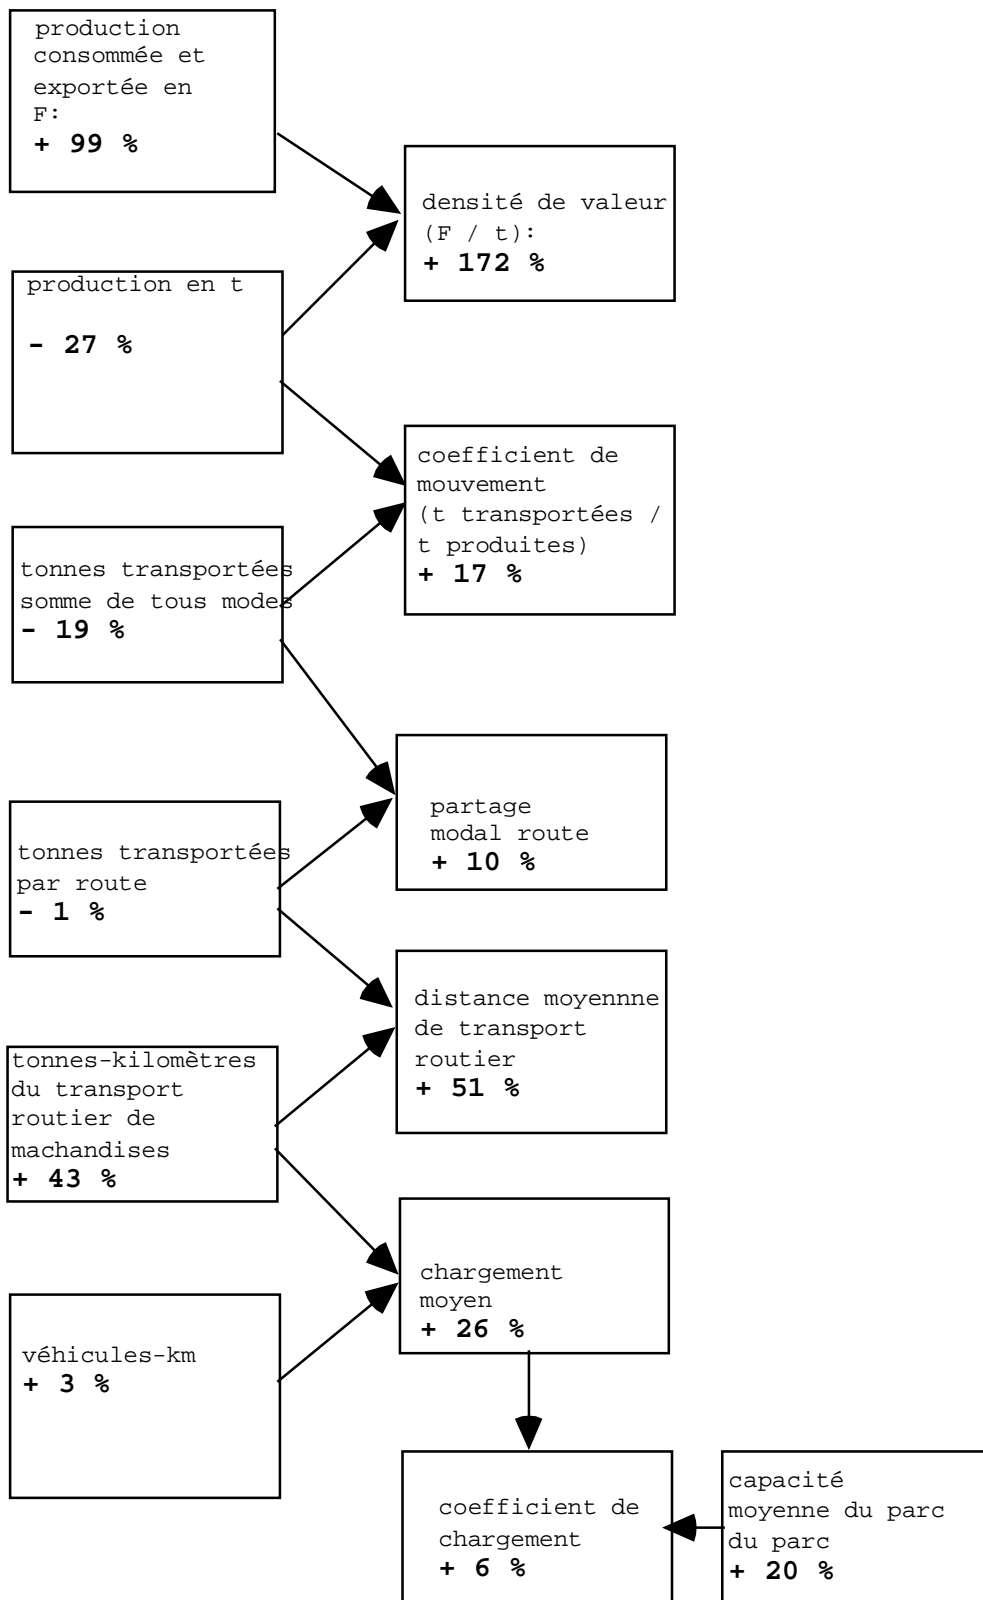 production
consommée et
exportée en
F:
+ 99 %
densité de valeur
(F / t):
+ 172 %
production en t
- 27 %
coefficient de
mouvement
(t transportées /
t produites)
+ 17 %
tonnes transportées
somme de tous modes
- 19 %
partage
modal route
+ 10 %
tonnes transportées
par route
- 1 %
distance moyennne
de transport
routier
+ 51 %
tonnes-kilomètres
du transport
routier de
machandises
+ 43 %
chargement
moyen
+ 26 %
véhicules-km
+ 3 %
coefficient de
chargement
+ 6 %
capacité
moyenne du parc
du parc
+ 20 %